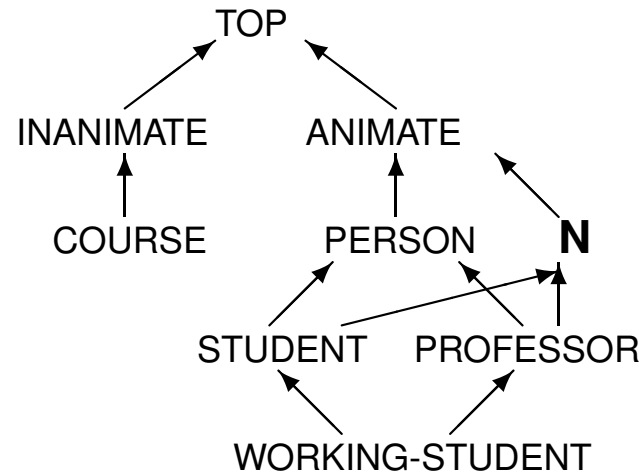 TOP
INANIMATE ANIMATE
COURSE PERSON N
STUDENT PROFESSOR
WORKING-STUDENT